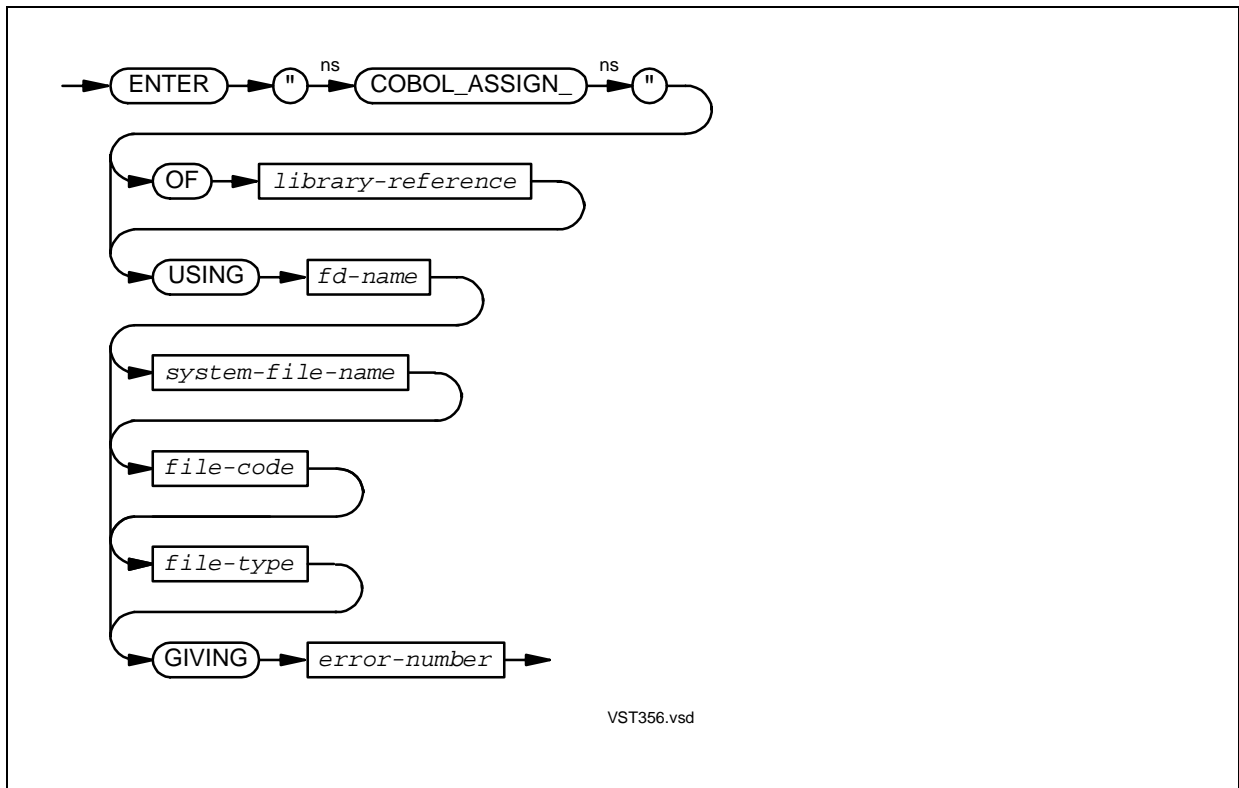 ns ns
ENTER " COBOL_ASSIGN_ "
OF library-reference
USING fd-name
system-file-name
file-code
file-type
GIVING error-number
VST356.vsd